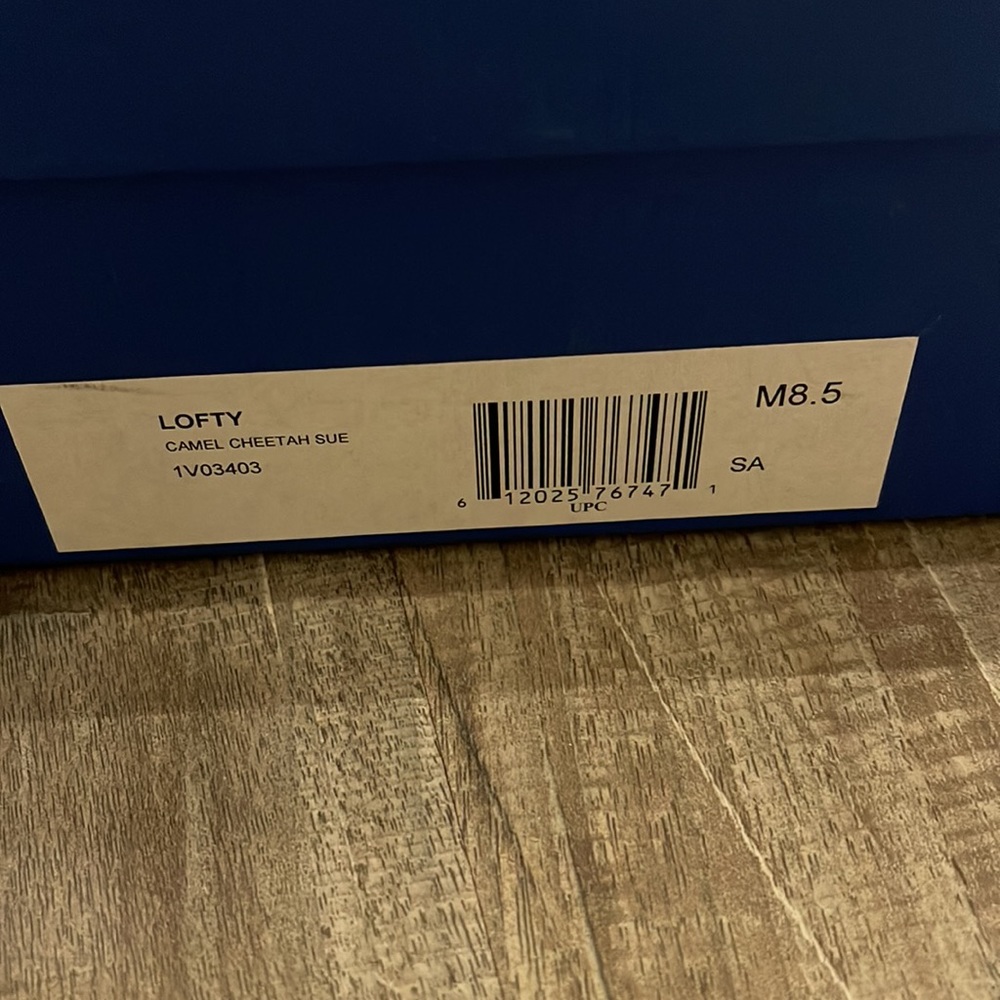 LOFTY
CAMEL CHEETAH SUE
1V03403
6 12025 76747 1
UPC
M8.5
SA